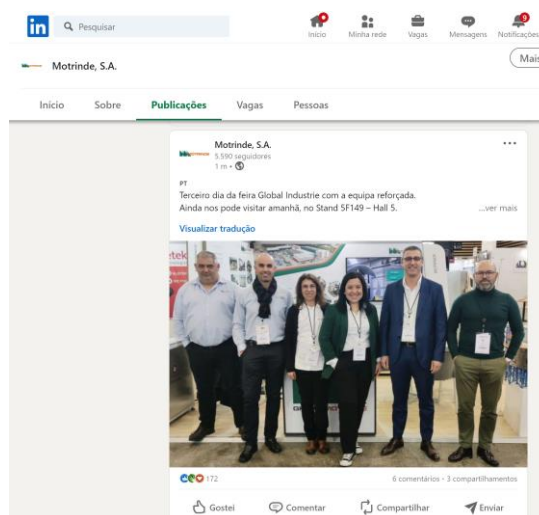 in
Pesquisar
Início
Minha rede
Vagas
Mensagens
9
Notificações
Motrinde, S.A.
Mais
Início
Sobre
Publicações
Vagas
Pessoas
Motrinde, S.A.
5.590 seguidores
1 m •
PT
Terceiro dia da feira Global Industrie com a equipa reforçada.
Ainda nos pode visitar amanhã, no Stand 5F149 – Hall 5.
...ver mais
Visualizar tradução
172
6 comentários • 3 compartilhamentos
Gostei
Comentar
Compartilhar
Enviar